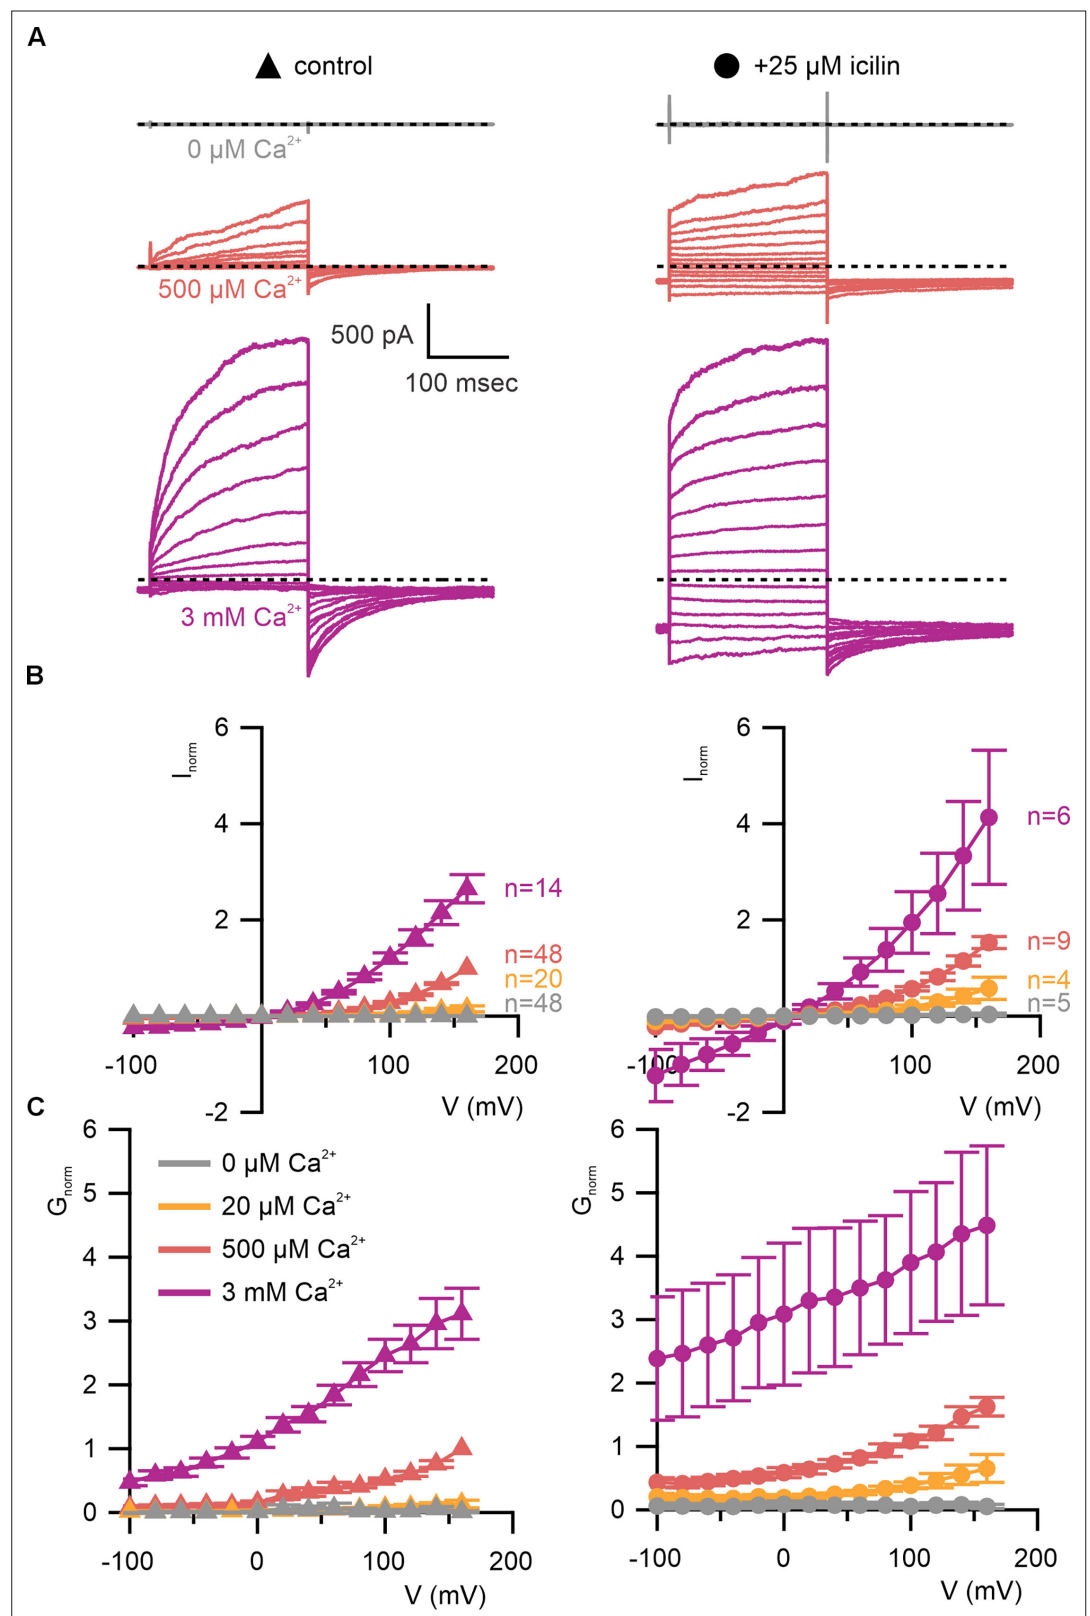 A
▲ control
● +25 µM icilin
0 µM Ca2+
500 µM Ca2+
500 pA
100 msec
3 mM Ca2+
B
6
Inorm
4
2
-100
100
200
-2
V (mV)
n=14
n=48
n=20
n=48
6
Inorm
4
2
-100
100
200
-2
V (mV)
n=6
n=9
n=4
n=5
C
6
Gnorm
5
4
3
2
1
0
-100
0
100
200
V (mV)
0 µM Ca2+
20 µM Ca2+
500 µM Ca2+
3 mM Ca2+
6
Gnorm
5
4
3
2
1
0
-100
0
100
200
V (mV)